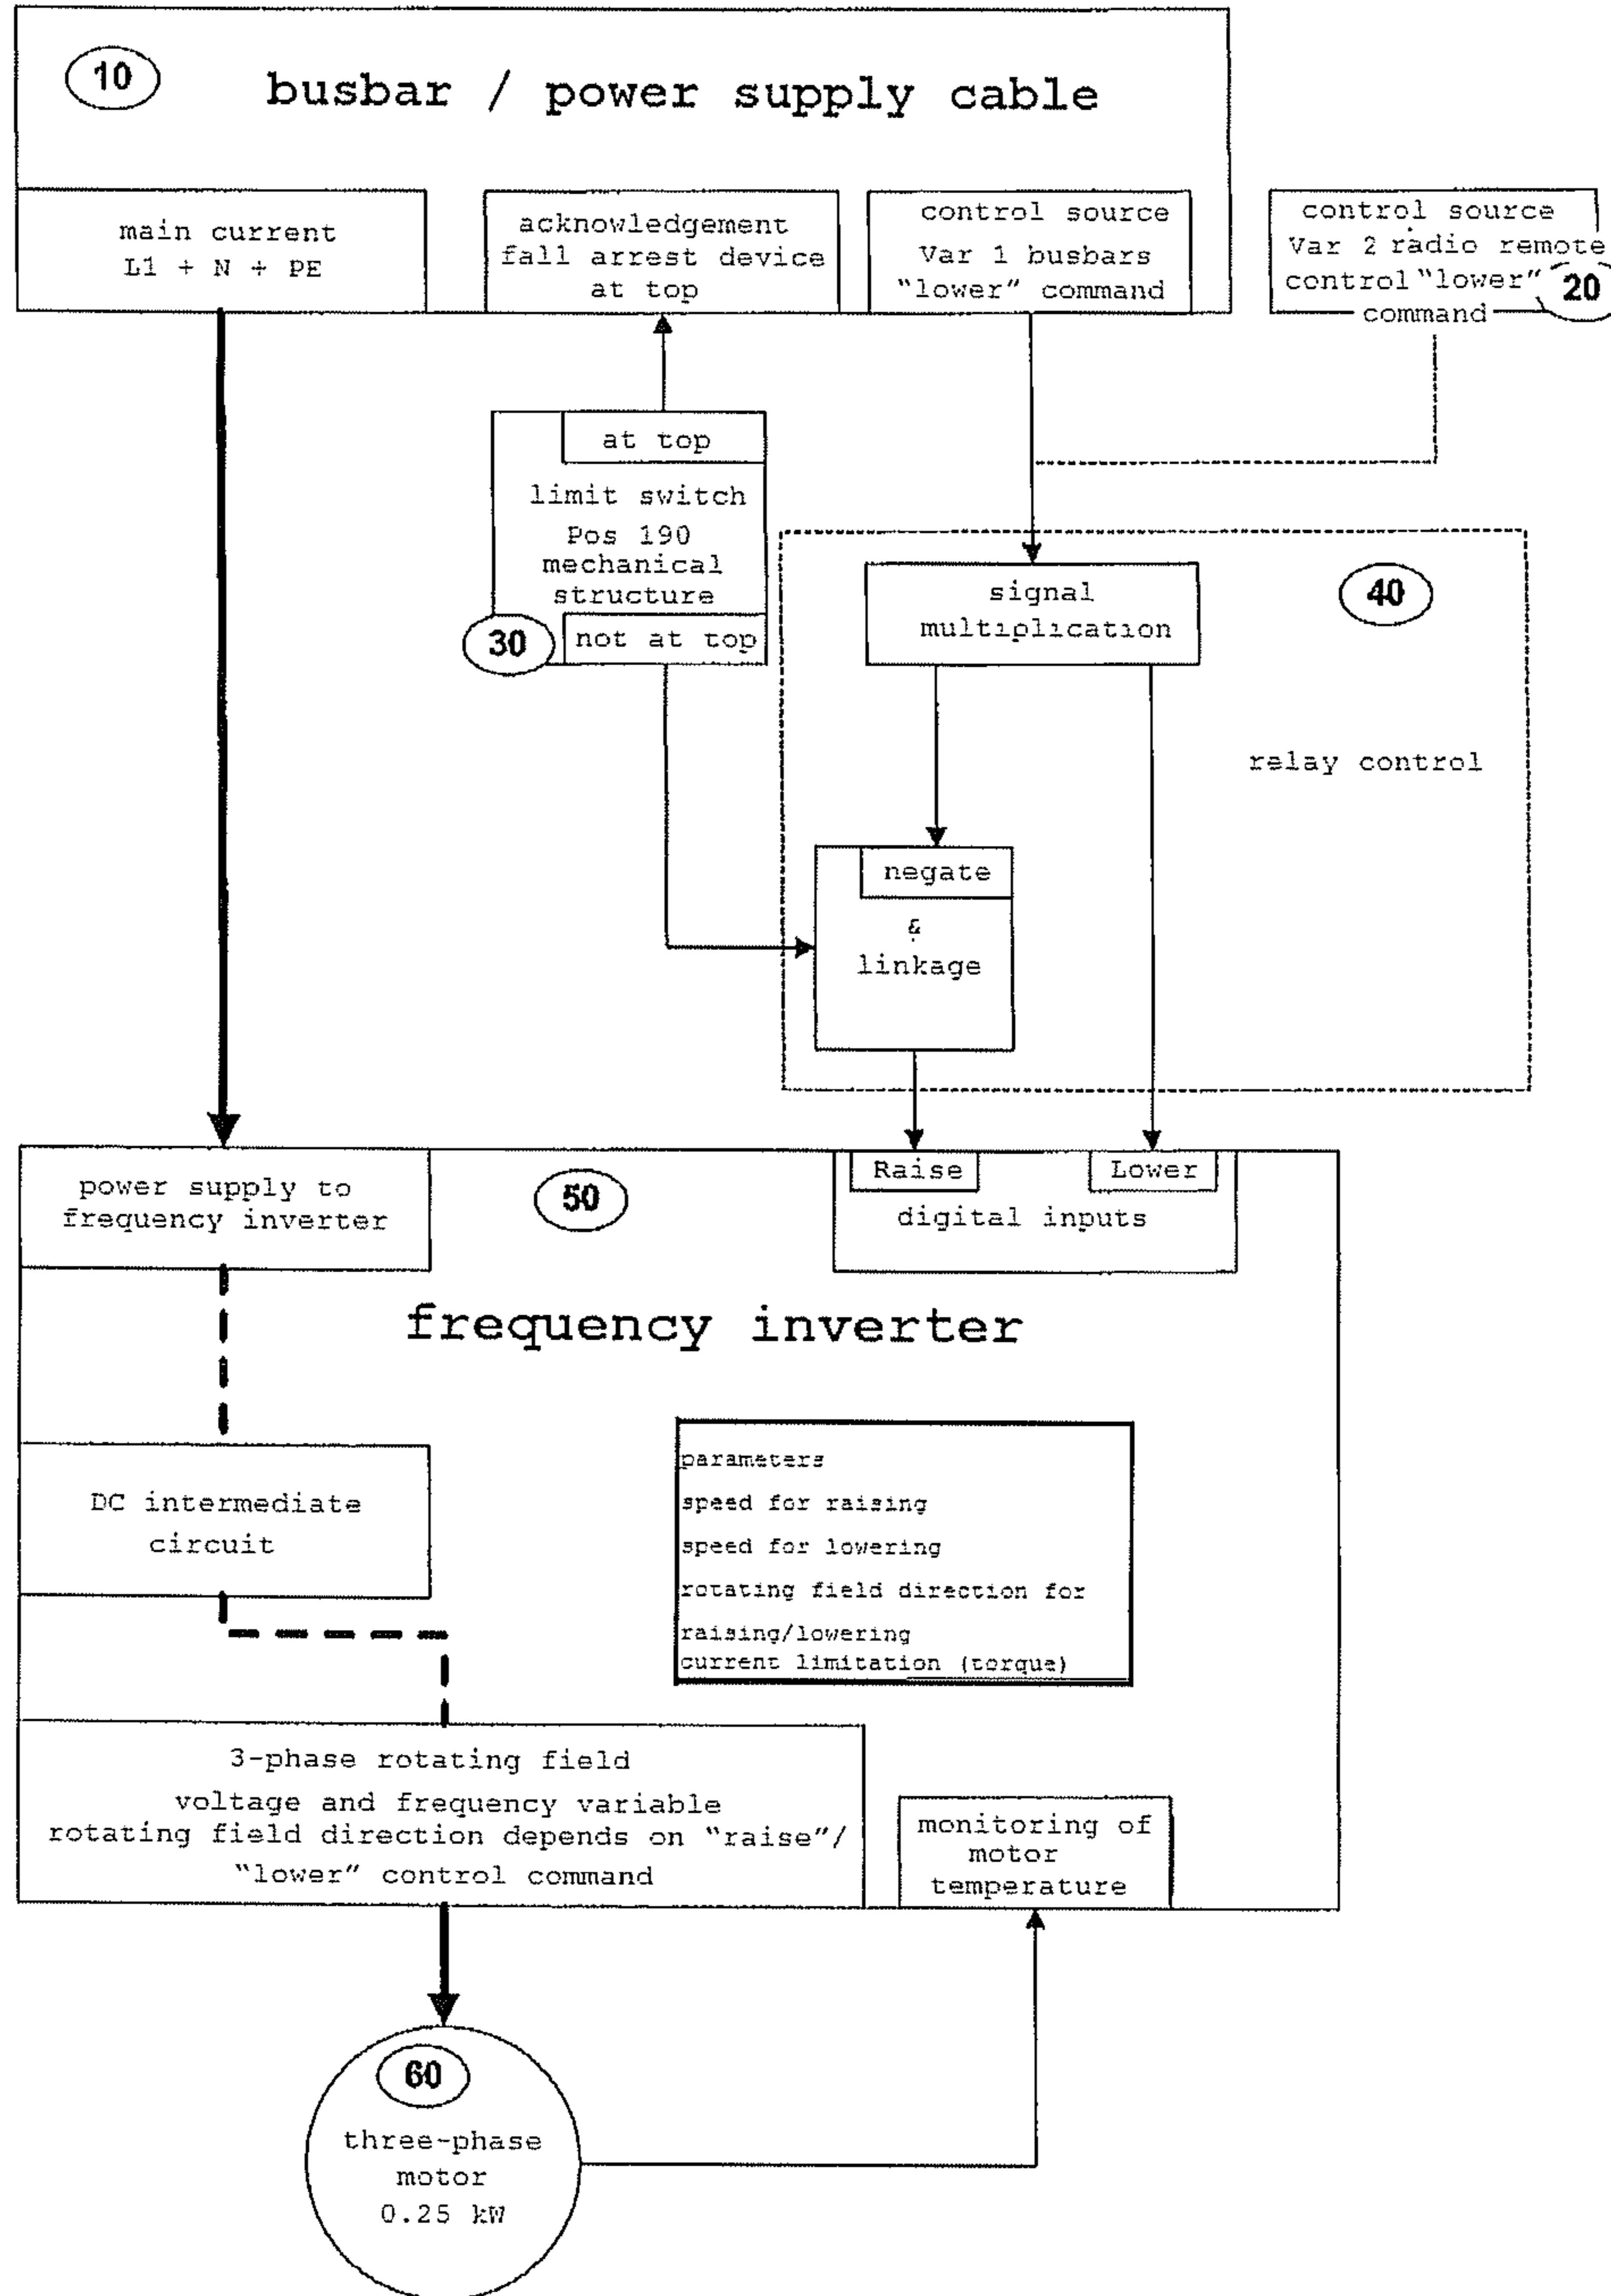 10
busbar / power supply cable
main current
L1 + N + PE
acknowledgement
fall arrest device
at top
control source
Var 1 busbars
“lower” command
control source
Var 2 radio remote
control “lower”
command
20
at top
limit switch
Pos 190
mechanical
structure
not at top
30
signal
multiplication
40
relay control
negate
&
linkage
power supply to
frequency inverter
50
Raise
Lower
digital inputs
frequency inverter
DC intermediate
circuit
parameters
speed for raising
speed for lowering
rotating field direction for
raising/lowering
current limitation (torque)
3-phase rotating field
voltage and frequency variable
rotating field direction depends on “raise”/
“lower” control command
monitoring of
motor
temperature
60
three-phase
motor
0.25 kW